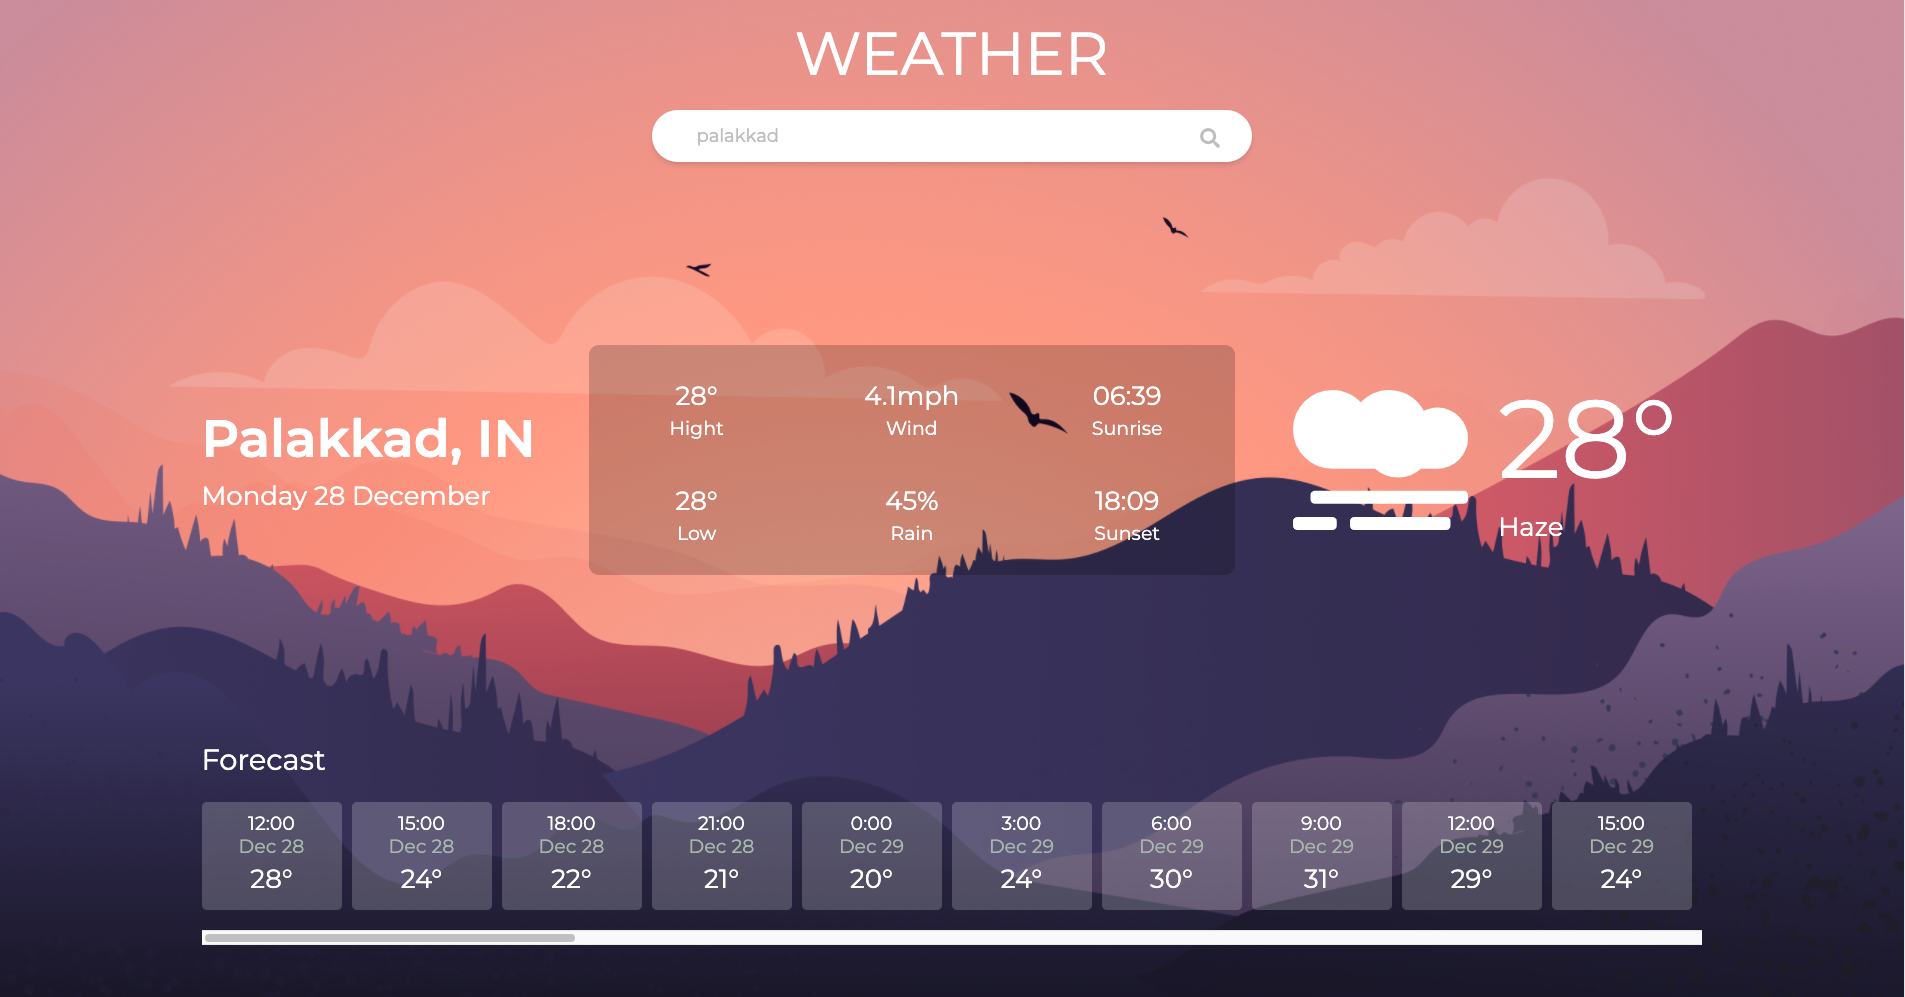 WEATHER
palakkad
Palakkad, IN
Monday 28 December
28°
Hight
4.1mph
Wind
06:39
Sunrise
28°
Low
45%
Rain
18:09
Sunset
28°
Haze
Forecast
12:00
Dec 28
28°
15:00
Dec 28
24°
18:00
Dec 28
22°
21:00
Dec 28
21°
0:00
Dec 29
20°
3:00
Dec 29
24°
6:00
Dec 29
30°
9:00
Dec 29
31°
12:00
Dec 29
29°
15:00
Dec 29
24°